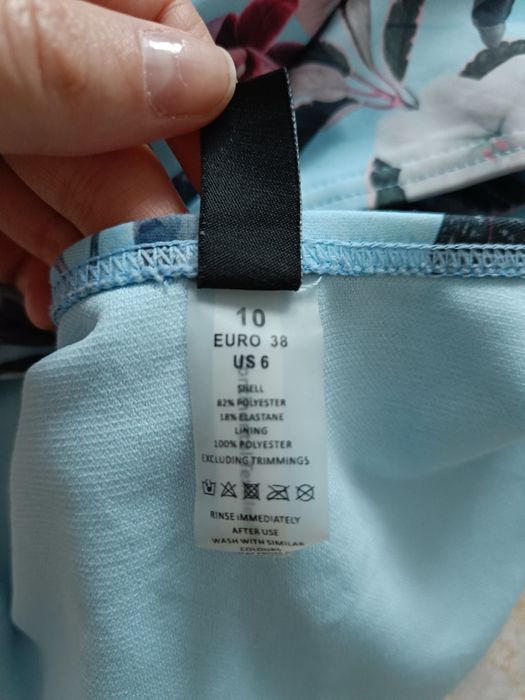 10
EURO 38
US 6
SHELL
82% POLYESTER
18% ELASTANE
LINING
100% POLYESTER
EXCLUDING TRIMMINGS
RINSE IMMEDIATELY
AFTER USE
WASH WITH SIMILAR
COLOURS